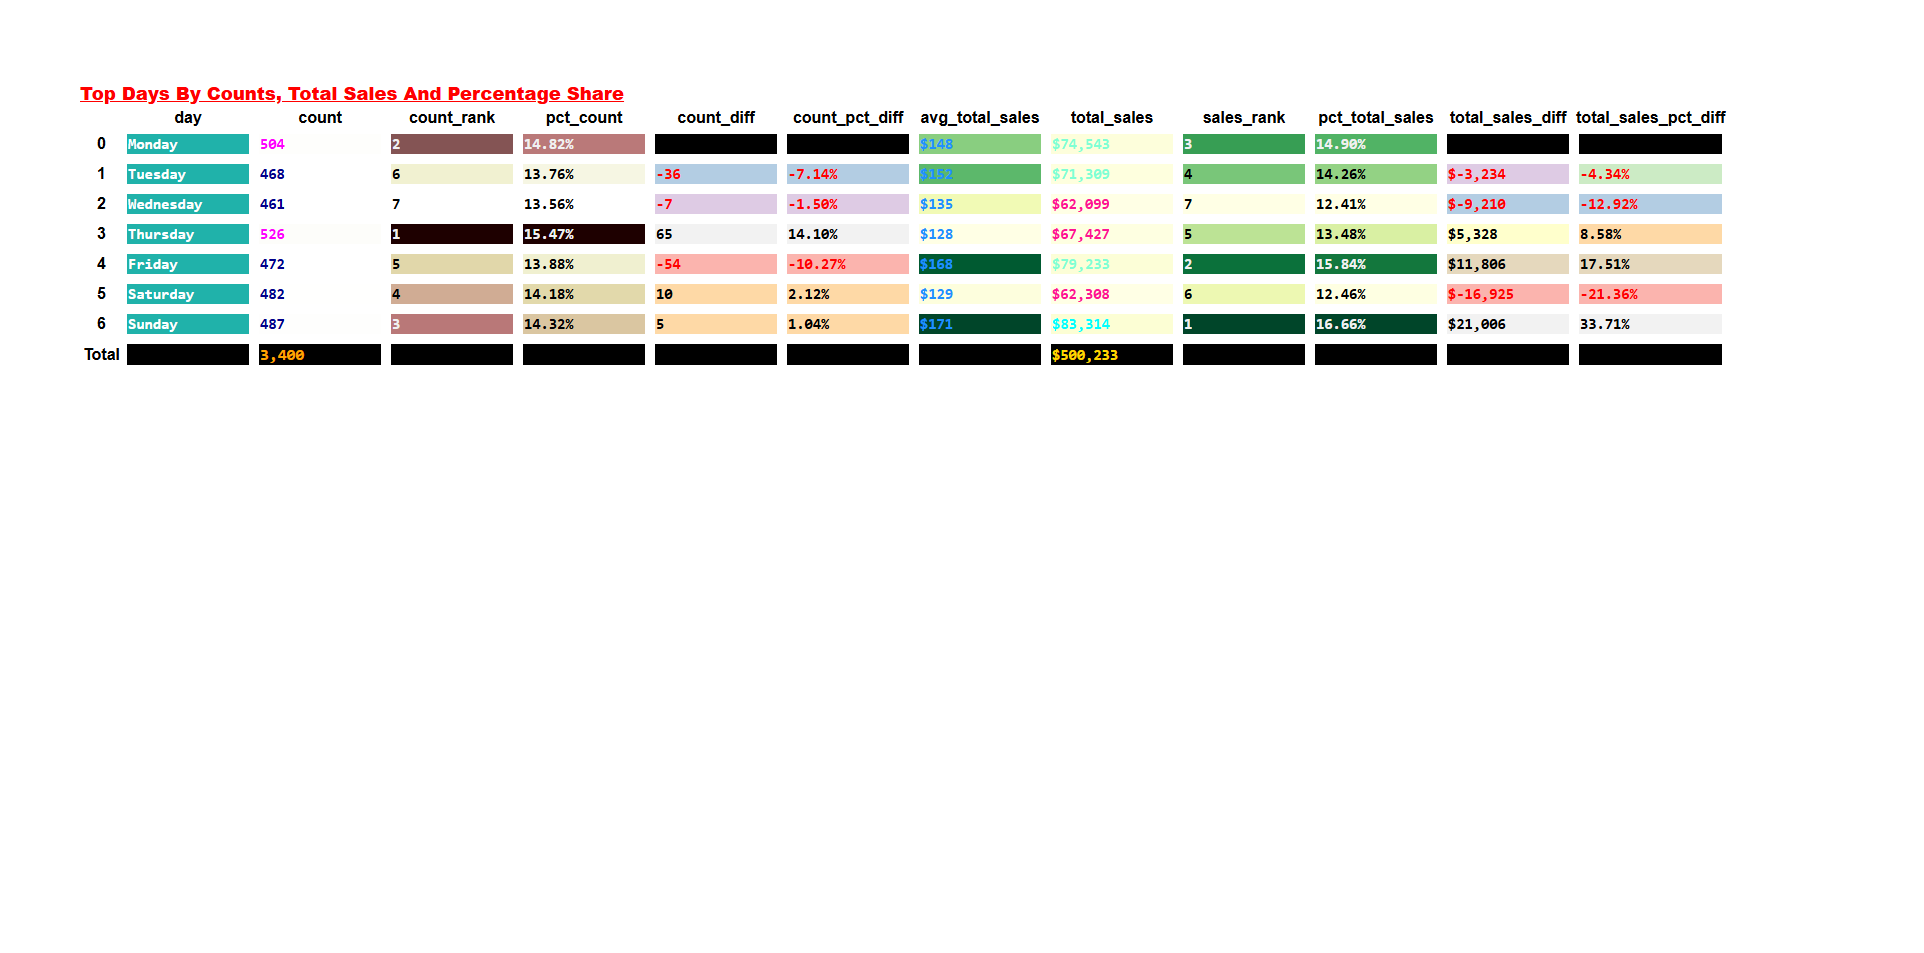 Top Days By Counts, Total Sales And Percentage Share
day count count_rank pct_count count_diff count_pct_diff avg_total_sales total_sales sales_rank pct_total_sales total_sales_diff total_sales_pct_diff
0 Monday 504 2 14.82% $148 $74,543 3 14.90%
1 Tuesday 468 6 13.76% -36 -7.14% $152 $71,309 4 14.26% $-3,234 -4.34%
2 Wednesday 461 7 13.56% -7 -1.50% $135 $62,099 7 12.41% $-9,210 -12.92%
3 Thursday 526 1 15.47% 65 14.10% $128 $67,427 5 13.48% $5,328 8.58%
4 Friday 472 5 13.88% -54 -10.27% $168 $79,233 2 15.84% $11,806 17.51%
5 Saturday 482 4 14.18% 10 2.12% $129 $62,308 6 12.46% $-16,925 -21.36%
6 Sunday 487 3 14.32% 5 1.04% $171 $83,314 1 16.66% $21,006 33.71%
Total 3,400 $500,233